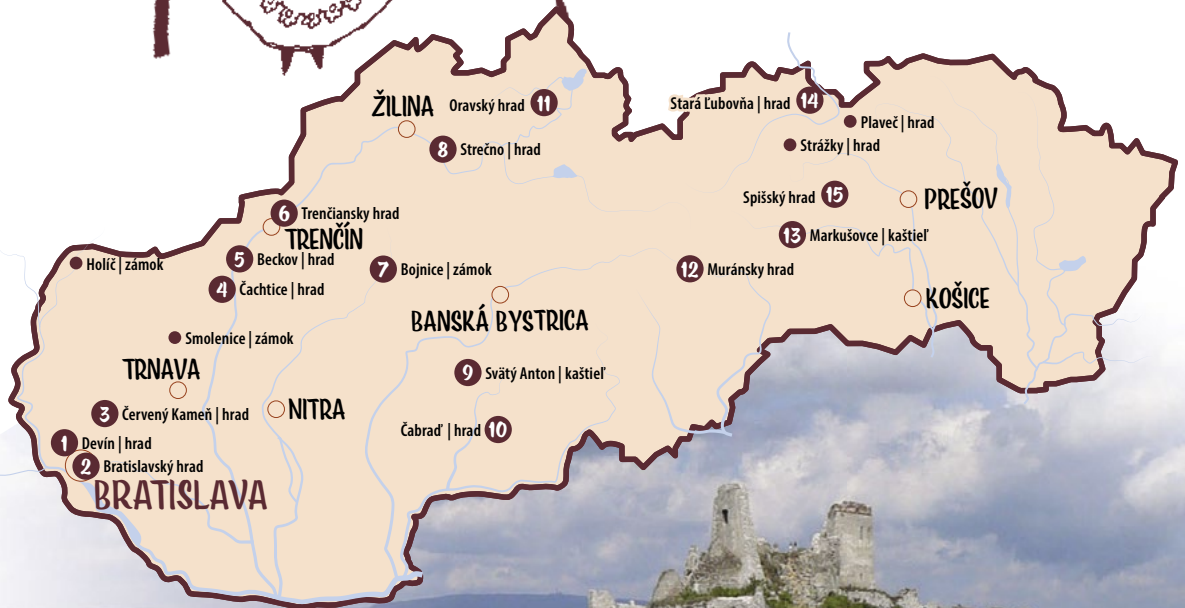 ŽILINA
Oravský hrad 11
8 Strečno | hrad
Stará Ľubovňa | hrad 14
Plaveč | hrad
Strážky | hrad
Spišský hrad 15
PREŠOV
13 Markušovce | kaštieľ
12 Muránsky hrad
KOŠICE
6 Trenčiansky hrad
TRENČÍN
5 Beckov | hrad
Holíč | zámok
7 Bojnice | zámok
4 Čachtice | hrad
BANSKÁ BYSTRICA
Smolenice | zámok
TRNAVA
9 Svätý Anton | kaštieľ
3 Červený Kameň | hrad
NITRA
Čabraď | hrad 10
1 Devín | hrad
2 Bratislavský hrad
BRATISLAVA